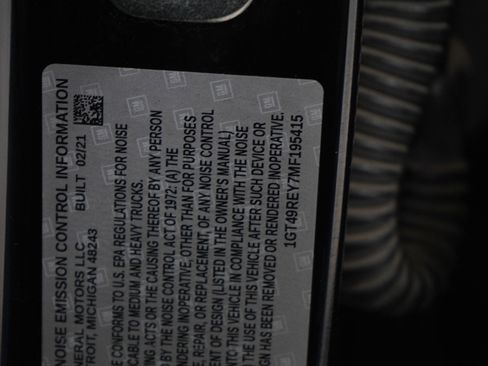 NOISE EMISSION CONTROL INFORMATION
NERAL MOTORS LLC BUILT 02/21
TROIT, MICHIGAN 48243
E CONFORMS TO U.S. EPA REGULATIONS FOR NOISE
LE TO MEDIUM AND HEAVY TRUCKS.
ING ACTS OR THE CAUSING THEREOF BY ANY PERSON
D BY THE NOISE CONTROL ACT OF 1972: (A) THE
NDERING INOPERATIVE, OTHER THAN FOR PURPOSES
E, REPAIR, OR REPLACEMENT, OF ANY NOISE CONTROL
ENT OF DESIGN (LISTED IN THE OWNER'S MANUAL)
NTO THIS VEHICLE IN COMPLIANCE WITH THE NOISE
D THE USE OF THIS VEHICLE AFTER SUCH DEVICE OR
IGN HAS BEEN REMOVED OR RENDERED INOPERATIVE.
1GT49REY7MF195415